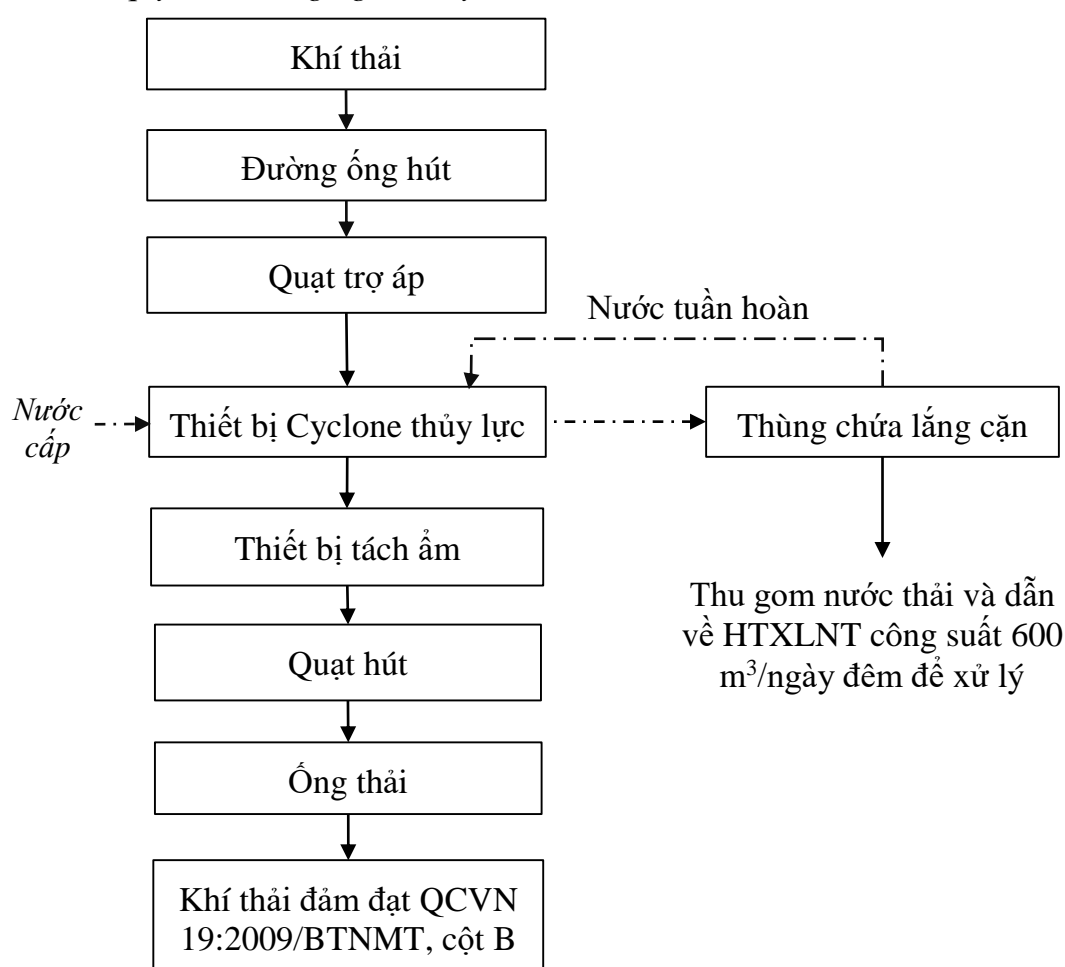 Khí thải
Đường ống hút
Quạt trợ áp
Nước tuần hoàn
Nước
cấp
Thiết bị Cyclone thủy lực
Thùng chứa lắng cặn
Thiết bị tách ẩm
Thu gom nước thải và dẫn
về HTXLNT công suất 600
m³/ngày đêm để xử lý
Quạt hút
Ống thải
Khí thải đảm đạt QCVN
19:2009/BTNMT, cột B